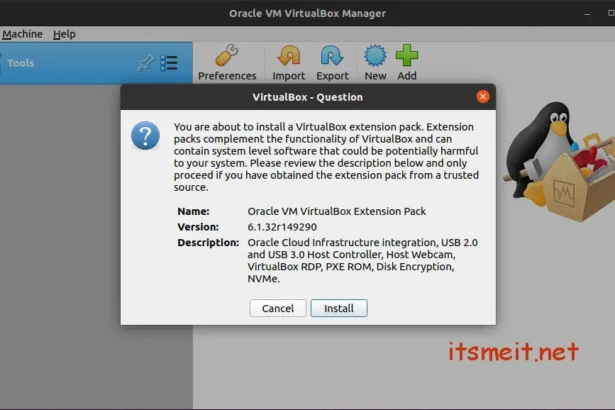 Oracle VM VirtualBox Manager
Machine Help
Tools
Preferences Import Export New Add
VirtualBox - Question
You are about to install a VirtualBox extension pack. Extension
packs complement the functionality of VirtualBox and can
contain system level software that could be potentially harmful
to your system. Please review the description below and only
proceed if you have obtained the extension pack from a trusted
source.
Name: Oracle VM VirtualBox Extension Pack
Version: 6.1.32r149290
Description: Oracle Cloud Infrastructure integration, USB 2.0
and USB 3.0 Host Controller, Host Webcam,
VirtualBox RDP, PXE ROM, Disk Encryption,
NVMe.
Cancel Install
itsmeit.net